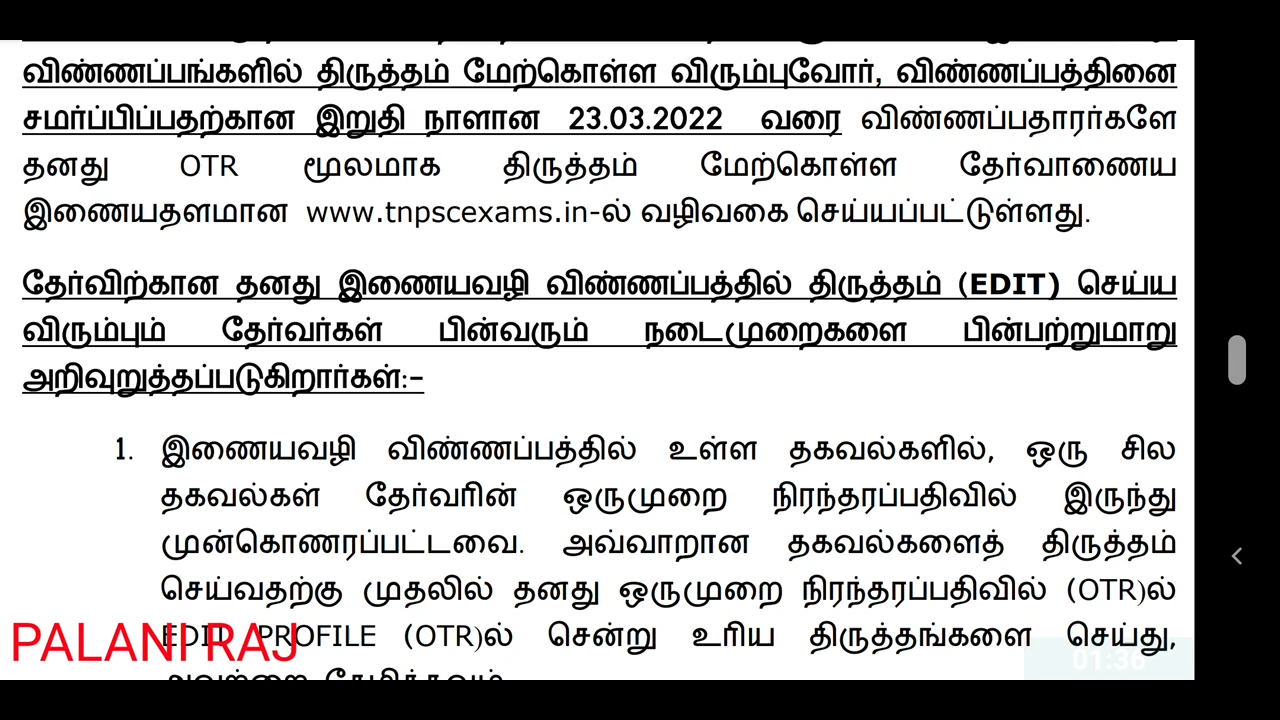 விண்ணப்பங்களில் திருத்தம் மேற்கொள்ள விரும்புவோர், விண்ணப்பத்தினை
சமர்ப்பிப்பதற்கான இறுதி நாளான 23.03.2022 வரை விண்ணப்பதாரர்களே
தனது OTR மூலமாக திருத்தம் மேற்கொள்ள தேர்வாணைய
இணையதளமான www.tnpscexams.in-ல் வழிவகை செய்யப்பட்டுள்ளது.
தேர்விற்கான தனது இணையவழி விண்ணப்பத்தில் திருத்தம் (EDIT) செய்ய
விரும்பும் தேர்வர்கள் பின்வரும் நடைமுறைகளை பின்பற்றுமாறு
அறிவுறுத்தப்படுகிறார்கள்:-
1. இணையவழி விண்ணப்பத்தில் உள்ள தகவல்களில், ஒரு சில
தகவல்கள் தேர்வரின் ஒருமுறை நிரந்தரப்பதிவில் இருந்து
முன்கொணரப்பட்டவை. அவ்வாறான தகவல்களைத் திருத்தம்
செய்வதற்கு முதலில் தனது ஒருமுறை நிரந்தரப்பதிவில் (OTR)ல்
EDIT PROFILE (OTR)ல் சென்று உரிய திருத்தங்களை செய்து,
PALANI RAJ
01:36